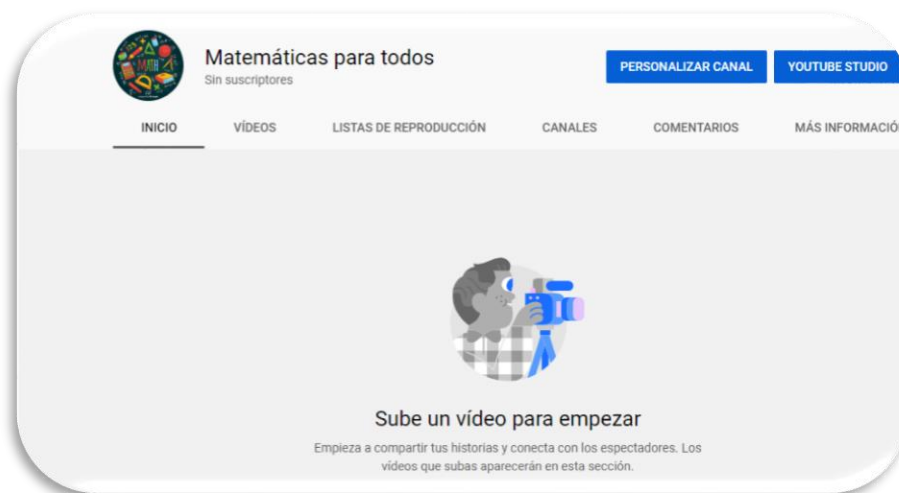 Matemáticas para todos
Sin suscriptores
PERSONALIZAR CANAL
YOUTUBE STUDIO
INICIO
VÍDEOS
LISTAS DE REPRODUCCIÓN
CANALES
COMENTARIOS
MÁS INFORMACIÓ
MATH
Sube un vídeo para empezar
Empieza a compartir tus historias y conecta con los espectadores. Los
vídeos que subas aparecerán en esta sección.